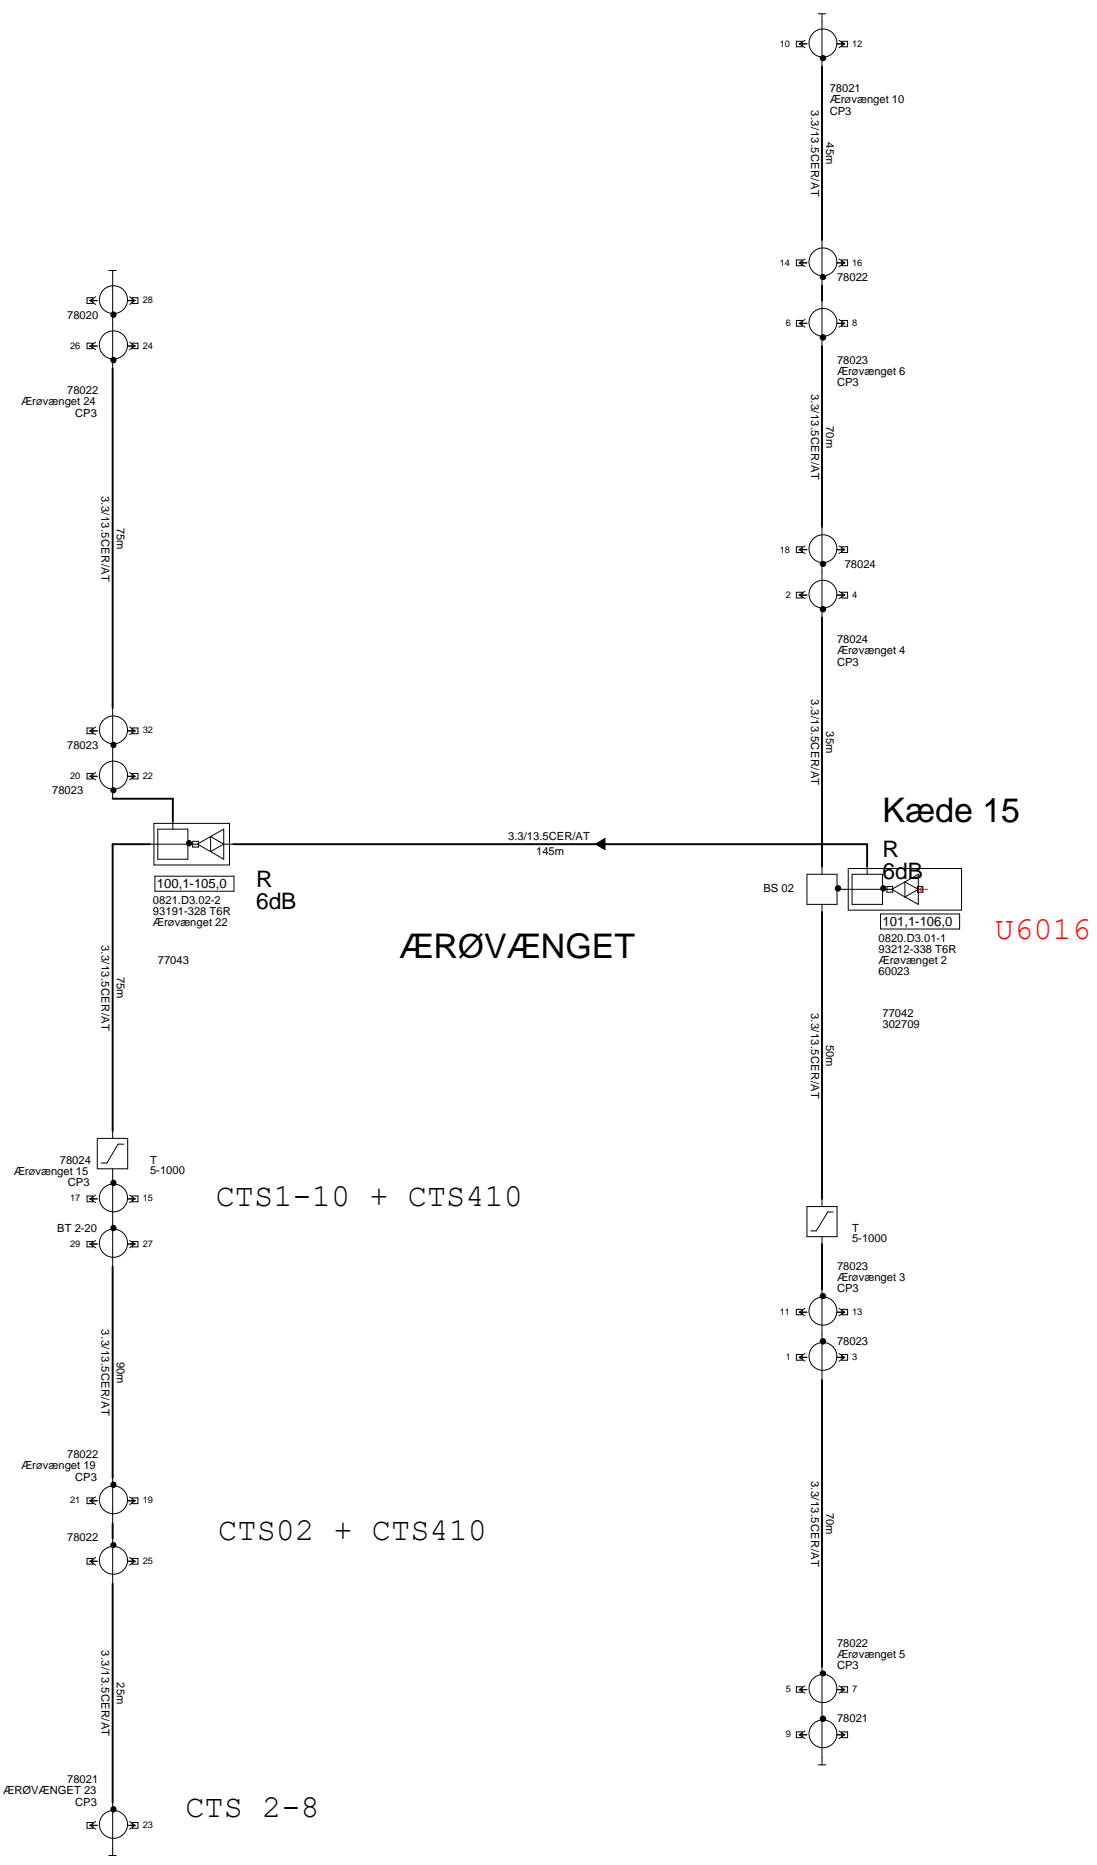 10 12
78021
Ærøvænget 10
CP3
3.3/13.5CER/AT
45m
14 16
78022
6 8
78023
Ærøvænget 6
CP3
3.3/13.5CER/AT
70m
18
78024
2 4
78024
Ærøvænget 4
CP3
3.3/13.5CER/AT
35m
28
78020
26 24
78022
Ærøvænget 24
CP3
3.3/13.5CER/AT
75m
32
78023
20 22
78023
3.3/13.5CER/AT
145m
Kæde 15
R
6dB
BS 02
101,1-106,0
0820.D3.01-1
93212-338 T6R
Ærøvænget 2
60023
77042
302709
U6016
R
6dB
100,1-105,0
0821.D3.02-2
93191-328 T6R
Ærøvænget 22
77043
ÆRØVÆNGET
3.3/13.5CER/AT
75m
3.3/13.5CER/AT
50m
78024
Ærøvænget 15
CP3
T
5-1000
17 15
CTS1-10 + CTS410
BT 2-20
29 27
3.3/13.5CER/AT
90m
T
5-1000
78023
Ærøvænget 3
CP3
11 13
78023
1 3
3.3/13.5CER/AT
70m
78022
Ærøvænget 19
CP3
21 19
CTS02 + CTS410
78022
25
3.3/13.5CER/AT
25m
78022
Ærøvænget 5
CP3
5 7
78021
9
78021
ÆRØVÆNGET 23
CP3
23
CTS 2-8